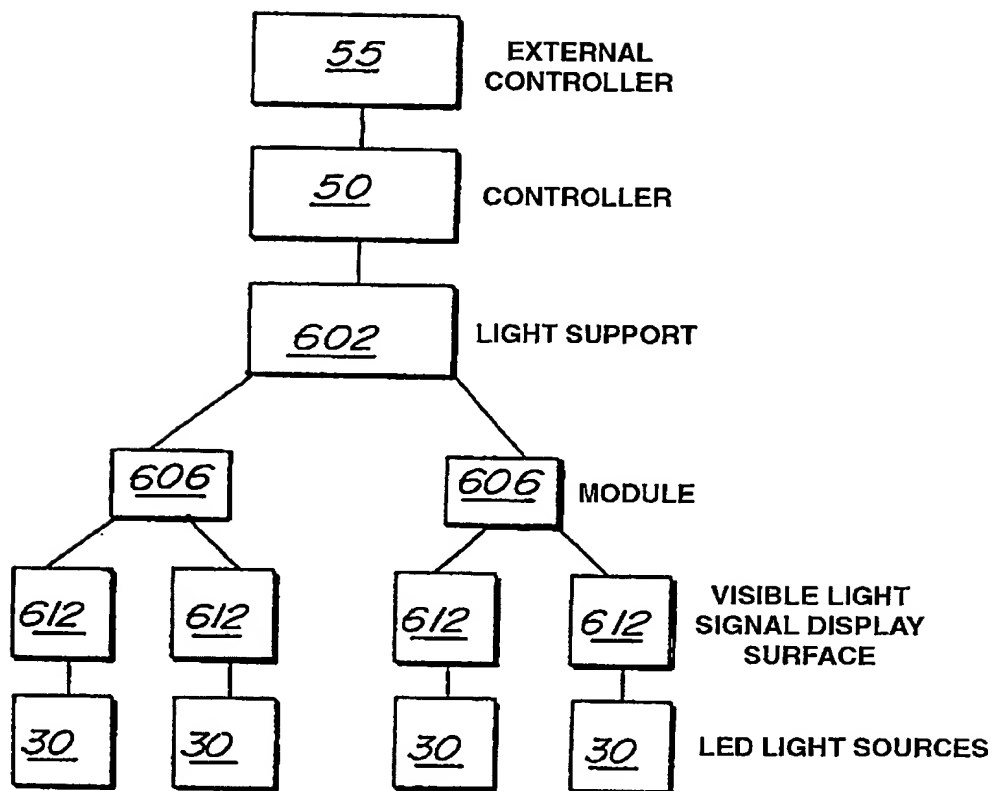 55
EXTERNAL
CONTROLLER
50
CONTROLLER
602
LIGHT SUPPORT
606 606 MODULE
612 612 612 612
VISIBLE LIGHT
SIGNAL DISPLAY
SURFACE
30 30 30 30 LED LIGHT SOURCES